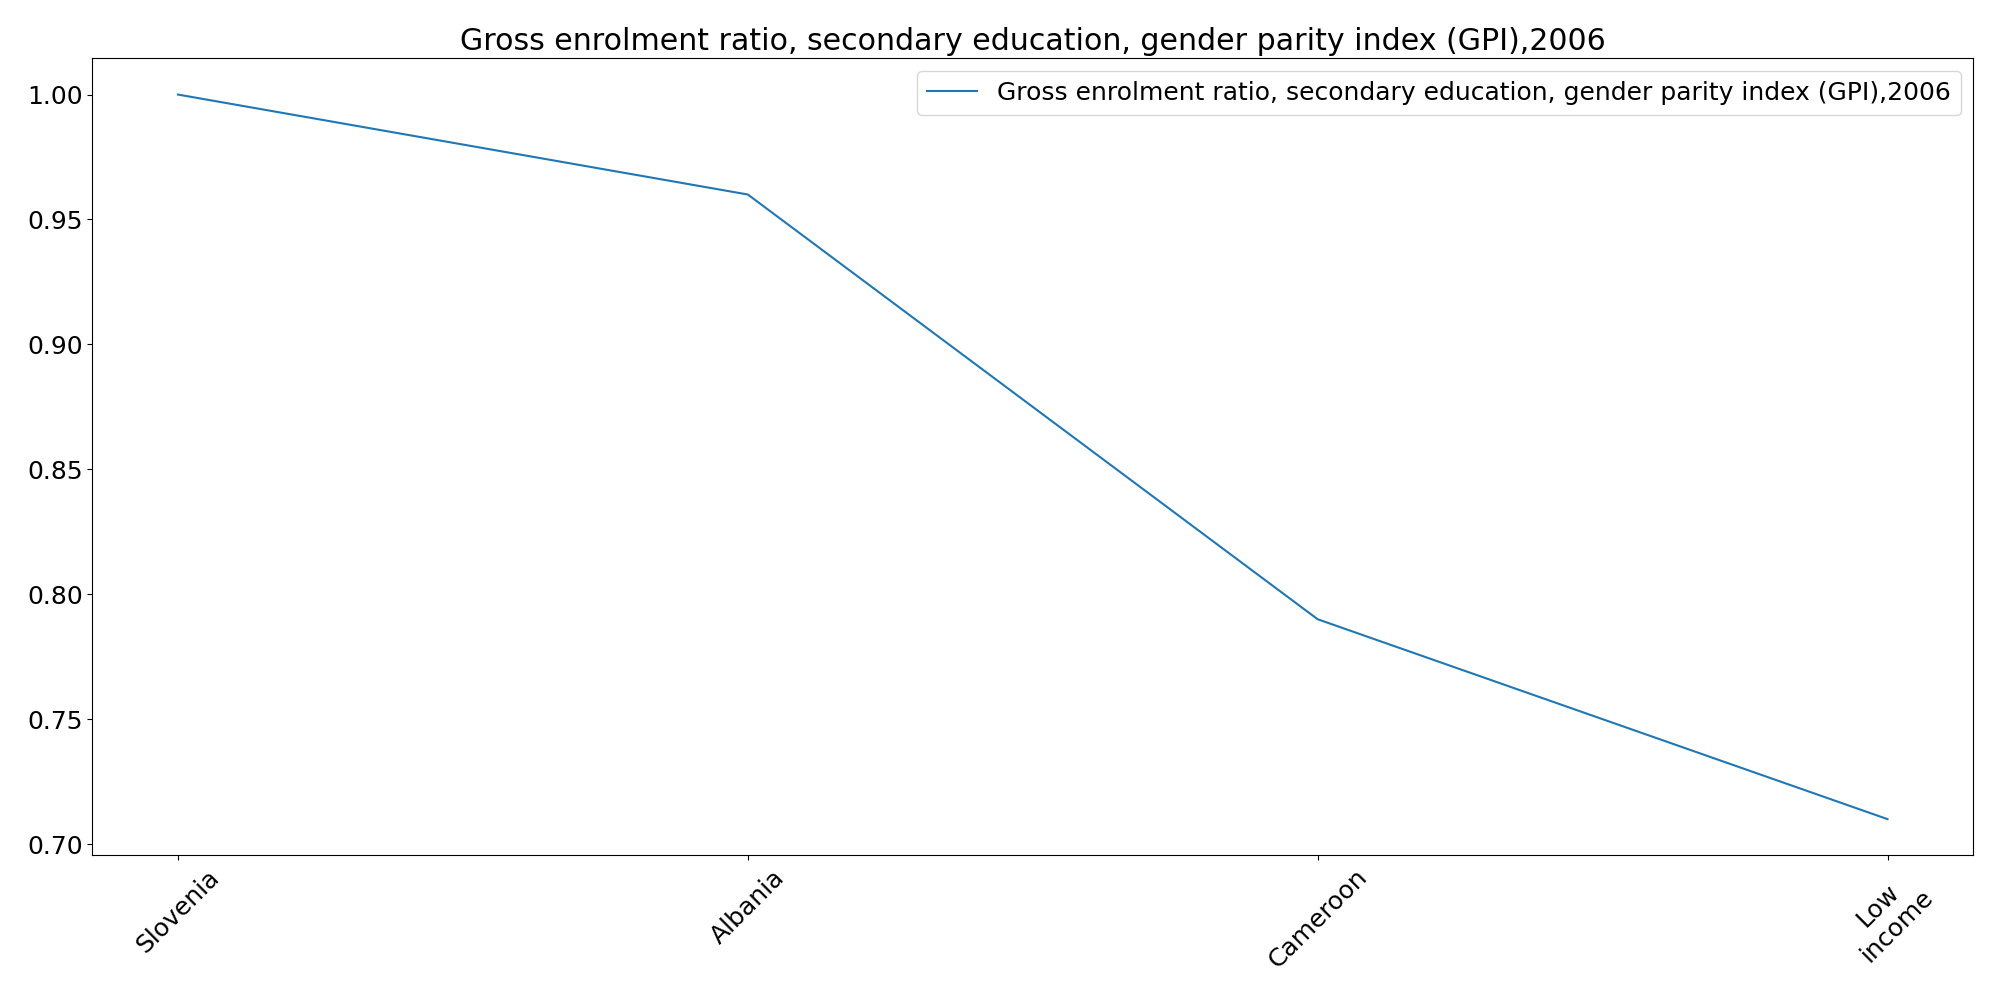 Gross enrolment ratio, secondary education, gender parity index (GPI),2006
Gross enrolment ratio, secondary education, gender parity index (GPI),2006
1.00
0.95
0.90
0.85
0.80
0.75
0.70
Slovenia
Albania
Cameroon
Low
income